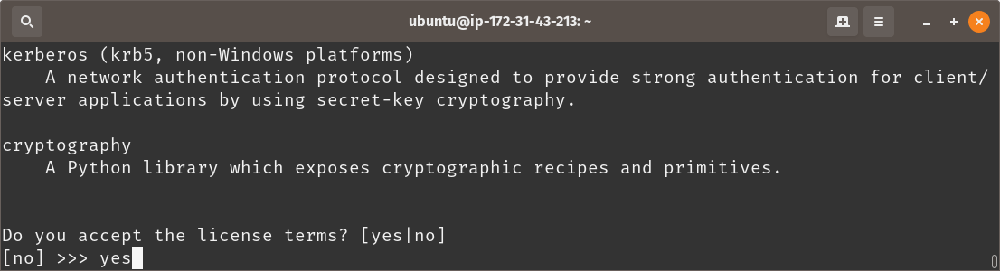 ubuntu@ip-172-31-43-213: ~
kerberos (krb5, non-Windows platforms)
A network authentication protocol designed to provide strong authentication for client/
server applications by using secret-key cryptography.
cryptography
A Python library which exposes cryptographic recipes and primitives.
Do you accept the license terms? [yes|no]
[no] >>> yes